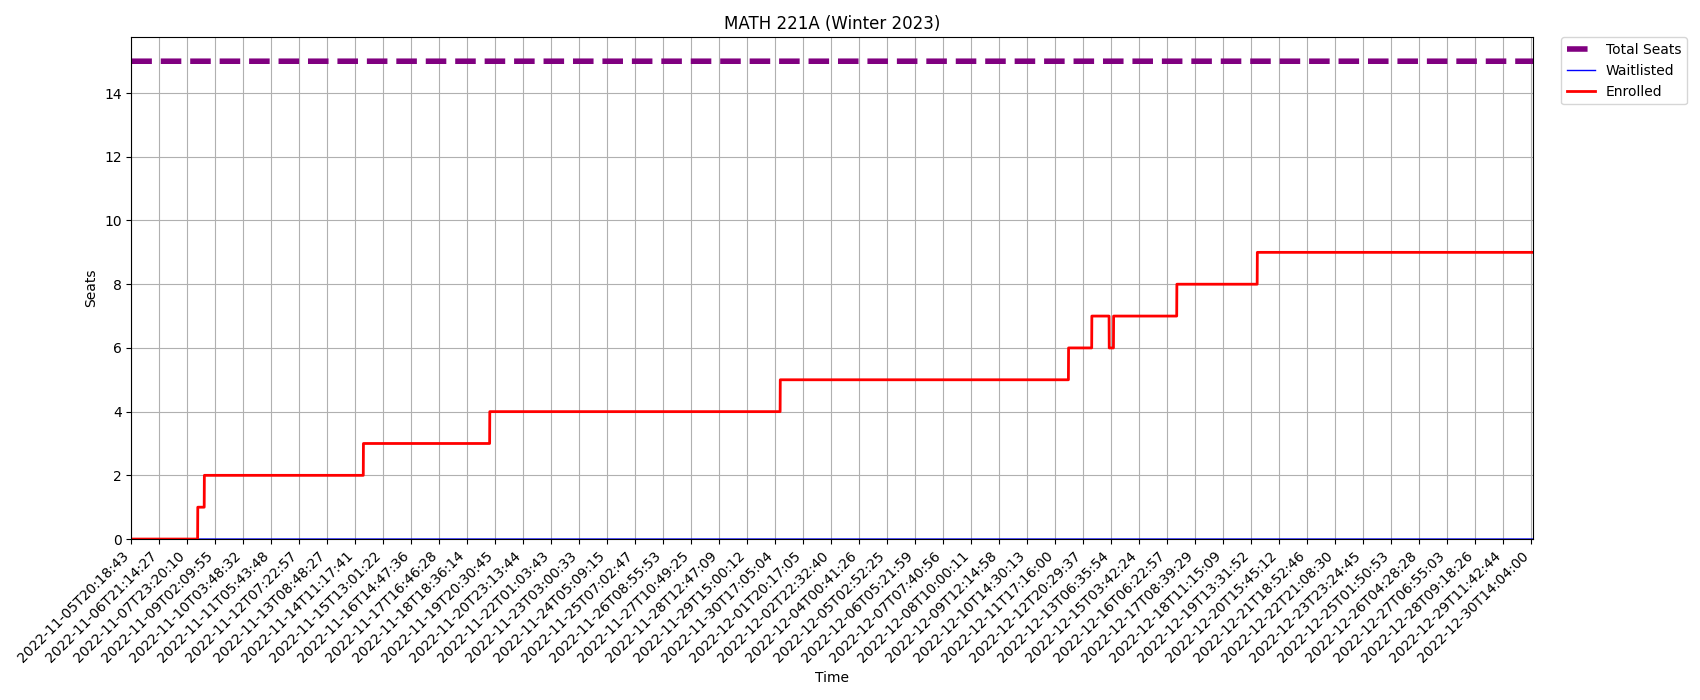 MATH 221A (Winter 2023)
Total Seats
Waitlisted
Enrolled
Seats
14
12
10
8
6
4
2
0
2022-11-05T20:18:43
2022-11-06T21:14:27
2022-11-07T23:20:10
2022-11-09T02:09:55
2022-11-10T03:48:32
2022-11-11T05:43:48
2022-11-12T07:22:57
2022-11-13T08:48:27
2022-11-14T11:17:41
2022-11-15T13:01:22
2022-11-16T14:47:36
2022-11-17T16:46:28
2022-11-18T18:36:14
2022-11-19T20:30:45
2022-11-20T23:13:44
2022-11-22T01:03:43
2022-11-23T03:00:33
2022-11-24T05:09:15
2022-11-25T07:02:47
2022-11-26T08:55:53
2022-11-27T10:49:25
2022-11-28T12:47:09
2022-11-29T15:00:12
2022-11-30T17:05:04
2022-12-01T20:17:05
2022-12-02T22:32:40
2022-12-04T00:41:26
2022-12-05T02:52:25
2022-12-06T05:21:59
2022-12-07T07:40:56
2022-12-08T10:00:11
2022-12-09T12:14:58
2022-12-10T14:30:13
2022-12-11T17:16:00
2022-12-12T20:29:37
2022-12-13T06:35:54
2022-12-15T03:42:24
2022-12-16T06:22:57
2022-12-17T08:39:29
2022-12-18T11:15:09
2022-12-19T13:31:52
2022-12-20T15:45:12
2022-12-21T18:52:46
2022-12-22T21:08:30
2022-12-23T23:24:45
2022-12-25T01:50:53
2022-12-26T04:28:28
2022-12-27T06:55:03
2022-12-28T09:18:26
2022-12-29T11:42:44
2022-12-30T14:04:00
Time